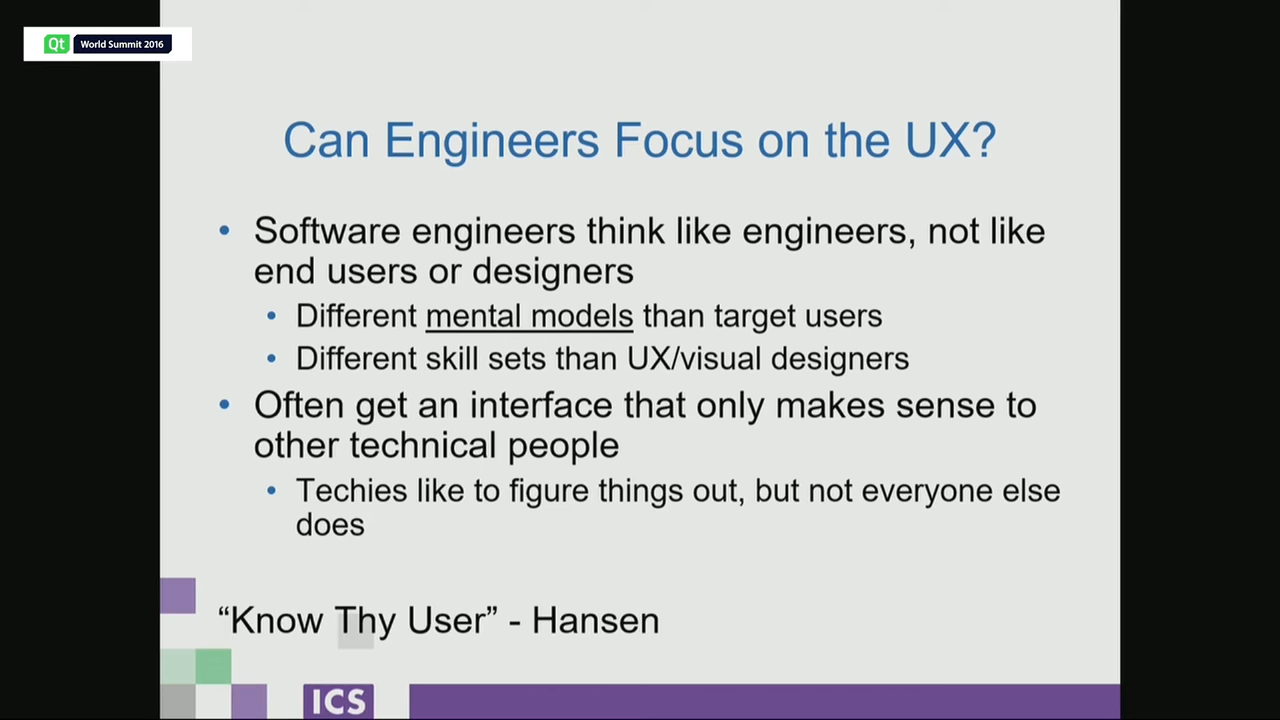 Qt World Summit 2016
Can Engineers Focus on the UX?
• Software engineers think like engineers, not like
end users or designers
• Different mental models than target users
• Different skill sets than UX/visual designers
• Often get an interface that only makes sense to
other technical people
• Techies like to figure things out, but not everyone else
does
“Know Thy User” - Hansen
ICS